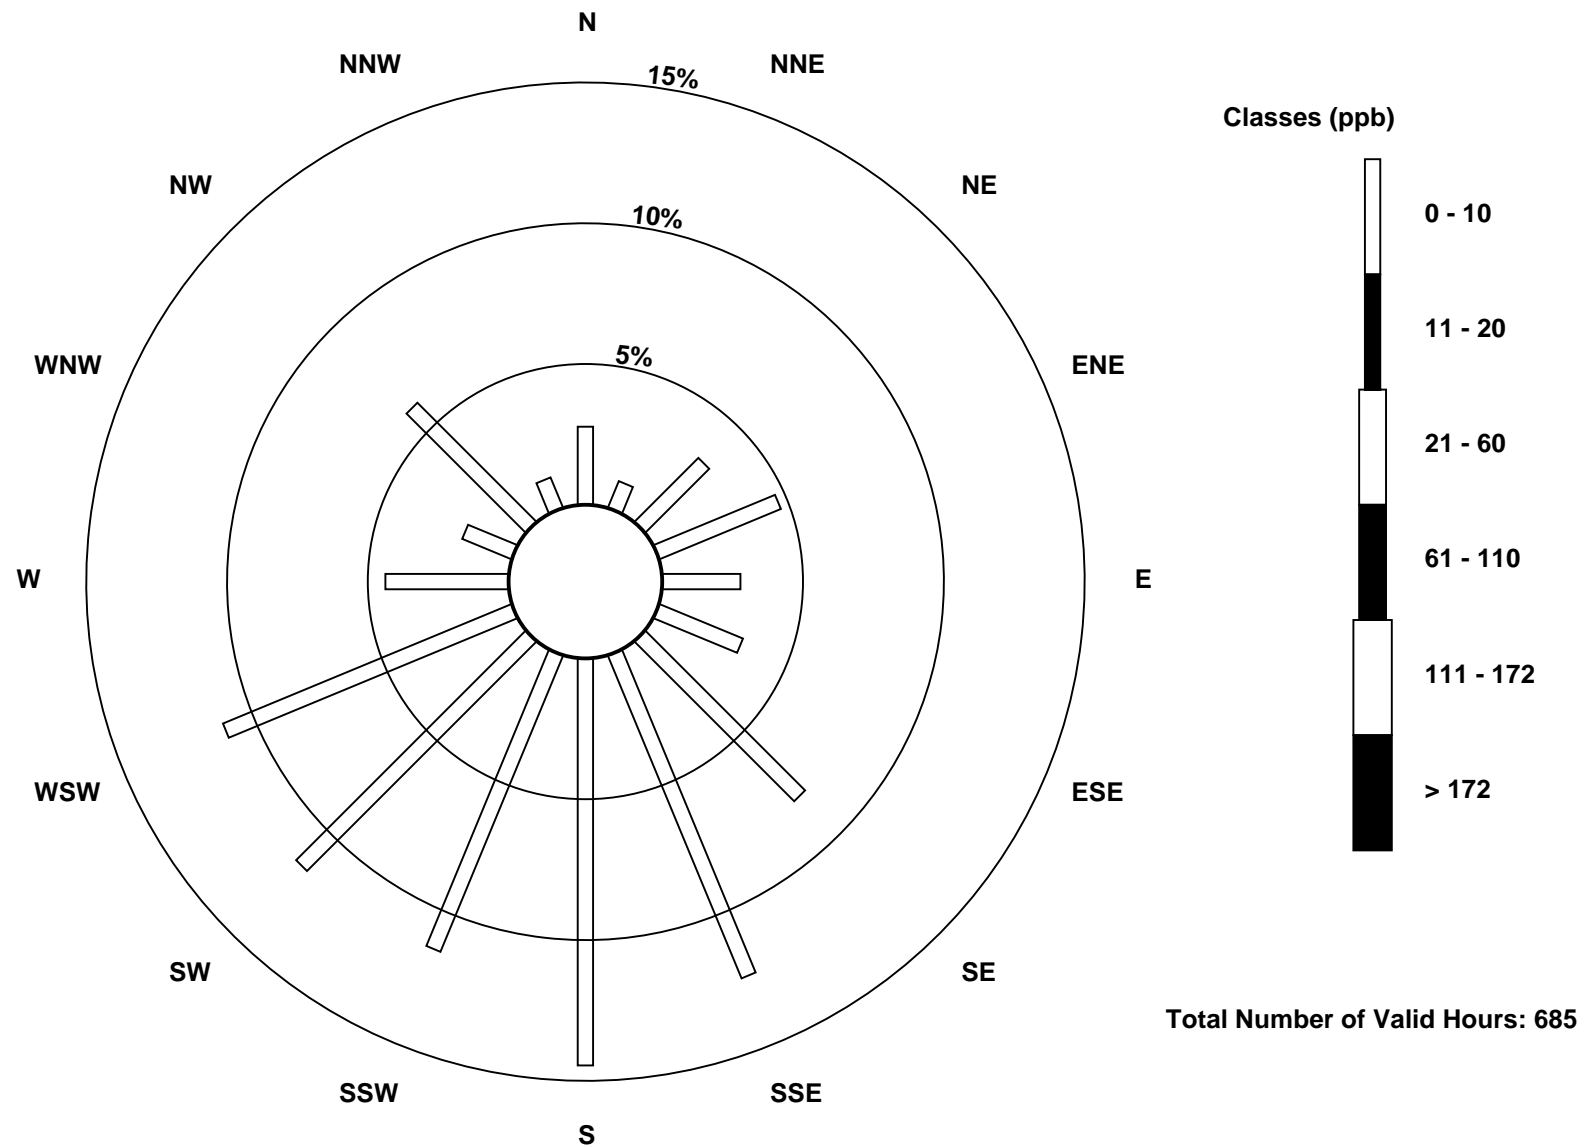 N
NNW
NNE
15%
Classes (ppb)
NW
NE
10%
0 - 10
11 - 20
5%
WNW
ENE
21 - 60
W
E
61 - 110
111 - 172
WSW
ESE
> 172
SW
SE
Total Number of Valid Hours: 685
SSW
SSE
S